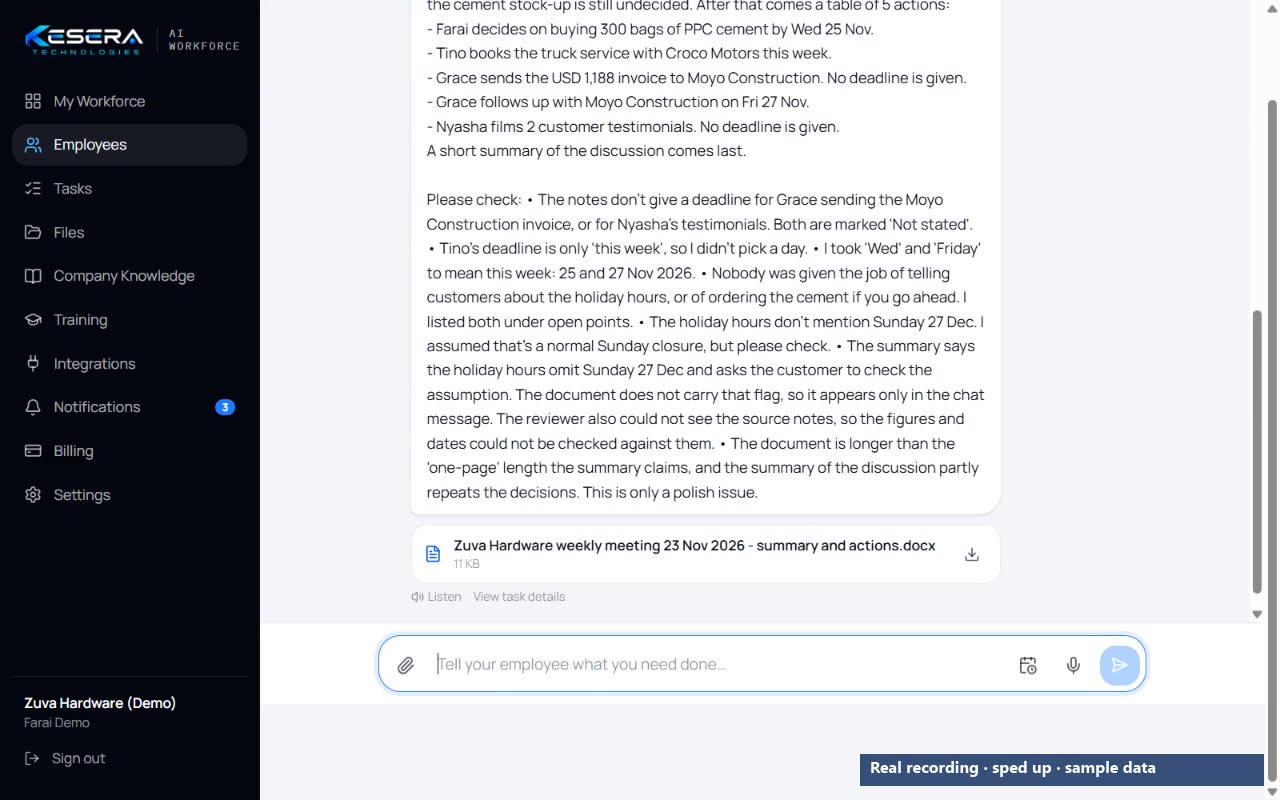 KESERA
TECHNOLOGIES
AI
WORKFORCE
My Workforce
Employees
Tasks
Files
Company Knowledge
Training
Integrations
Notifications 3
Billing
Settings
Zuva Hardware (Demo)
Farai Demo
Sign out
the cement stock-up is still undecided. After that comes a table of 5 actions:
- Farai decides on buying 300 bags of PPC cement by Wed 25 Nov.
- Tino books the truck service with Croco Motors this week.
- Grace sends the USD 1,188 invoice to Moyo Construction. No deadline is given.
- Grace follows up with Moyo Construction on Fri 27 Nov.
- Nyasha films 2 customer testimonials. No deadline is given.
A short summary of the discussion comes last.
Please check: • The notes don't give a deadline for Grace sending the Moyo
Construction invoice, or for Nyasha's testimonials. Both are marked 'Not stated'.
• Tino's deadline is only 'this week', so I didn't pick a day. • I took 'Wed' and 'Friday'
to mean this week: 25 and 27 Nov 2026. • Nobody was given the job of telling
customers about the holiday hours, or of ordering the cement if you go ahead. I
listed both under open points. • The holiday hours don't mention Sunday 27 Dec. I
assumed that's a normal Sunday closure, but please check. • The summary says
the holiday hours omit Sunday 27 Dec and asks the customer to check the
assumption. The document does not carry that flag, so it appears only in the chat
message. The reviewer also could not see the source notes, so the figures and
dates could not be checked against them. • The document is longer than the
'one-page' length the summary claims, and the summary of the discussion partly
repeats the decisions. This is only a polish issue.
Zuva Hardware weekly meeting 23 Nov 2026 - summary and actions.docx
11 KB
Listen View task details
Tell your employee what you need done...
Real recording · sped up · sample data